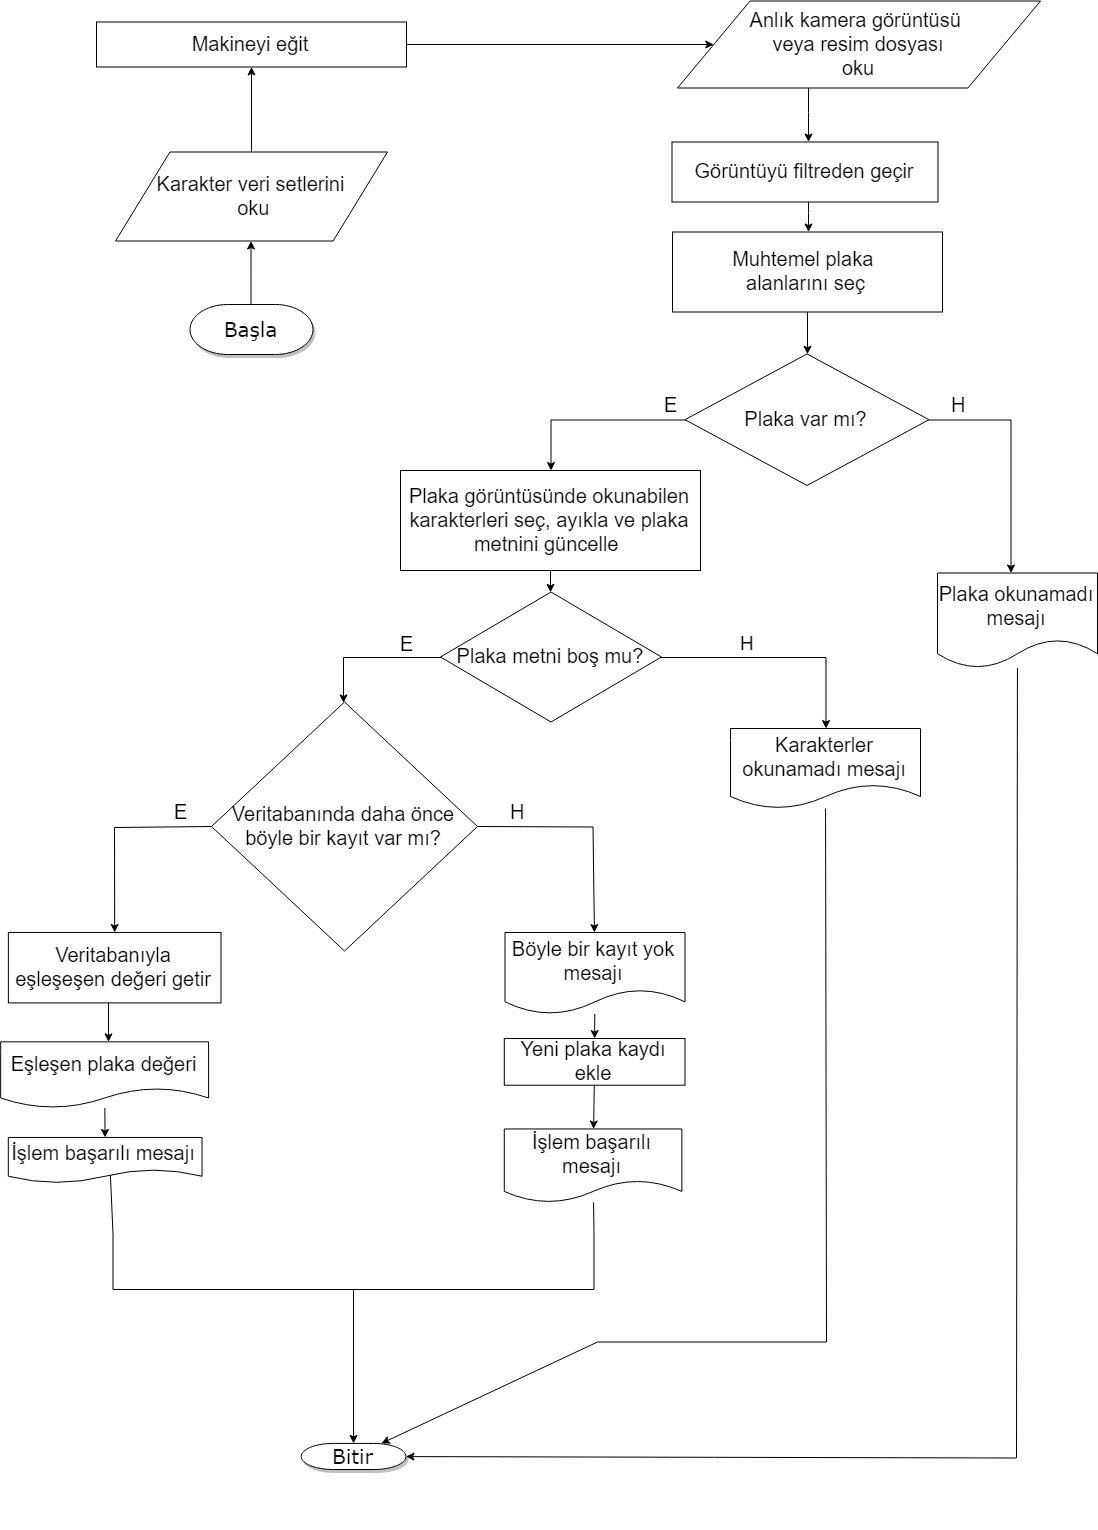 Makineyi eğit
Anlık kamera görüntüsü
veya resim dosyası
oku
Karakter veri setlerini
oku
Başla
Görüntüyü filtreden geçir
Muhtemel plaka
alanlarını seç
E
Plaka var mı?
H
Plaka görüntüsünde okunabilen
karakterleri seç, ayıkla ve plaka
metnini güncelle
Plaka okunamadı
mesajı
E
Plaka metni boş mu?
H
Karakterler
okunamadı mesajı
E
Veritabanında daha önce
böyle bir kayıt var mı?
H
Veritabanıyla
eşleşeşen değeri getir
Böyle bir kayıt yok
mesajı
Eşleşen plaka değeri
Yeni plaka kaydı
ekle
İşlem başarılı mesajı
İşlem başarılı
mesajı
Bitir